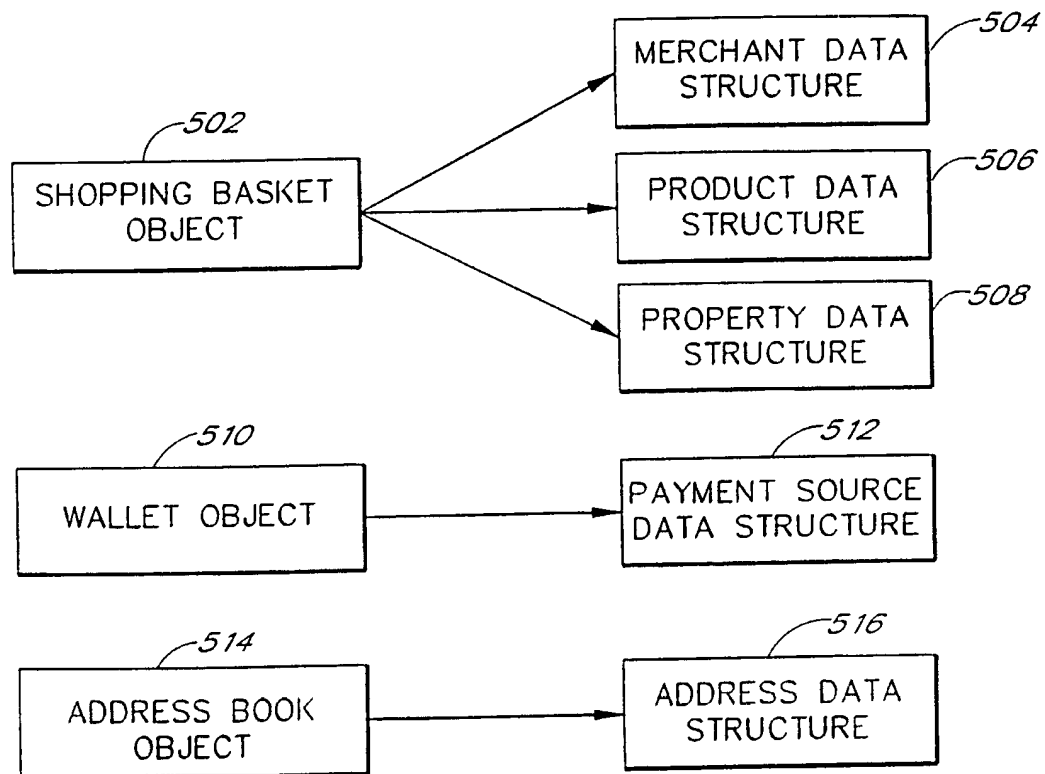 504
MERCHANT DATA
STRUCTURE
502
SHOPPING BASKET
OBJECT
506
PRODUCT DATA
STRUCTURE
508
PROPERTY DATA
STRUCTURE
510
WALLET OBJECT
512
PAYMENT SOURCE
DATA STRUCTURE
514
ADDRESS BOOK
OBJECT
516
ADDRESS DATA
STRUCTURE